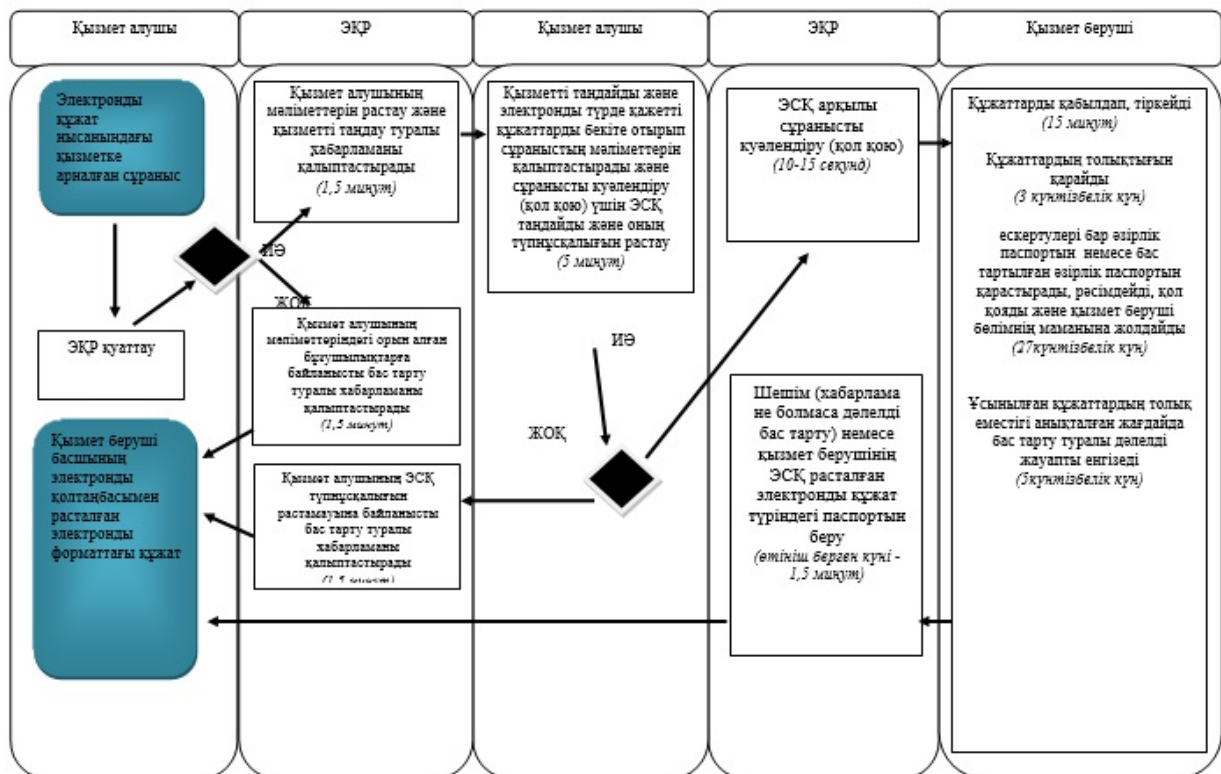 Қызмет алушы
ЭҚР
Қызмет алушы
ЭҚР
Қызмет беруші
Электронды
құжат
нысанындағы
қызметке
арналған сұраныс
ЭҚР қуаттау
Қызмет беруші
басшының
электронды
қолтаңбасымен
расталған
электронды
форматтағы құжат
Қызмет алушының
мәліметтерін растау және
қызметті таңдау туралы
хабарламаны
қалыптастырады
(1,5 минут)
ИӘ
ЖОҚ
Қызмет алушының
мәліметтеріндегі орын алған
бұзушылықтарға
байланысты бас тарту
туралы хабарламаны
қалыптастырады
(1,5 минут)
Қызмет алушының ЭСҚ
түпнұсқалығын
растамауына байланысты
бас тарту туралы
хабарламаны
қалыптастырады
(1,5 минут)
Қызметті таңдайды және
электронды түрде қажетті
құжаттарды бекіте отырып
сұраныстың мәліметтерін
қалыптастырады және
сұранысты куәлендіру
(қол қою) үшін ЭСҚ
таңдайды және оның
түпнұсқалығын растау
(5 минут)
ИӘ
ЖОҚ
ЭСҚ арқылы
сұранысты
куәлендіру (қол қою)
(10-15 секунд)
Шешім (хабарлама
не болмаса дәлелді
бас тарту) немесе
қызмет берушінің
ЭСҚ расталған
электронды құжат
түріндегі паспортын
беру
(өтініш берген күні -
1,5 минут)
Құжаттарды қабылдап, тіркейді
(15 минут)
Құжаттардың толықтығын
қарайды
(3 күнтізбелік күн)
ескертулері бар әзірлік
паспортын немесе бас
тартылған әзірлік паспортын
қарастырады, рәсімдейді, қол
қояды және қызмет беруші
бөлімнің маманына жолдайды
(27күнтізбелік күн)
Ұсынылған құжаттардың толық
еместігі анықталған жағдайда
бас тарту туралы дәлелді
жауапты енгізеді
(5күнтізбелік күн)